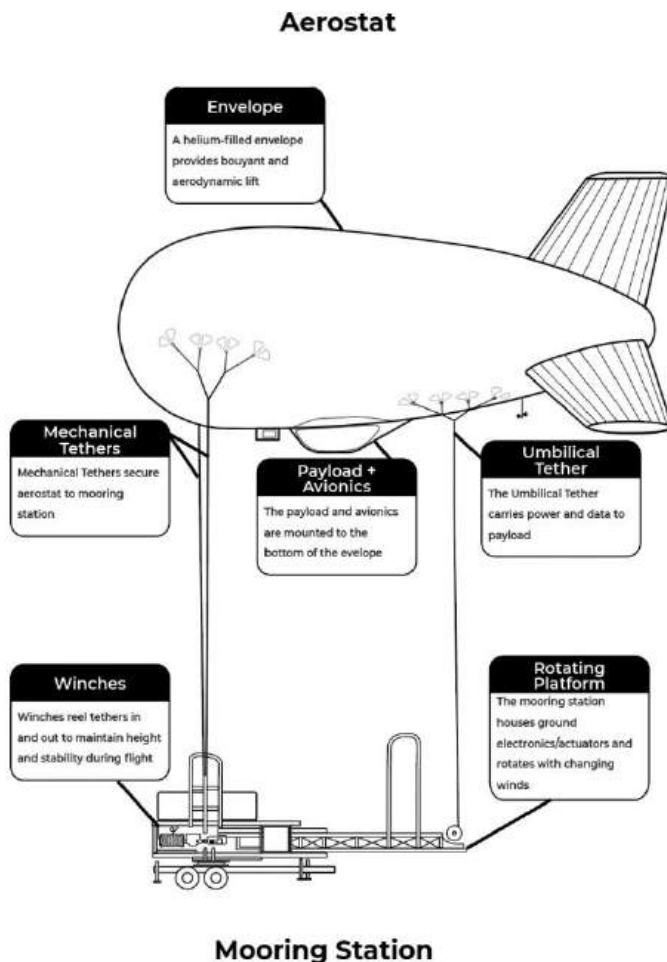 Aerostat
Envelope
A helium-filled envelope
provides bouyant and
aerodynamic lift
Mechanical
Tethers
Mechanical Tethers secure
aerostat to mooring
station
Payload +
Avionics
The payload and avionics
are mounted to the
bottom of the evelope
Umbilical
Tether
The Umbilical Tether
carries power and data to
payload
Winches
Winches reel tethers in
and out to maintain height
and stability during flight
Rotating
Platform
The mooring station
houses ground
electronics/actuators and
rotates with changing
winds
Mooring Station